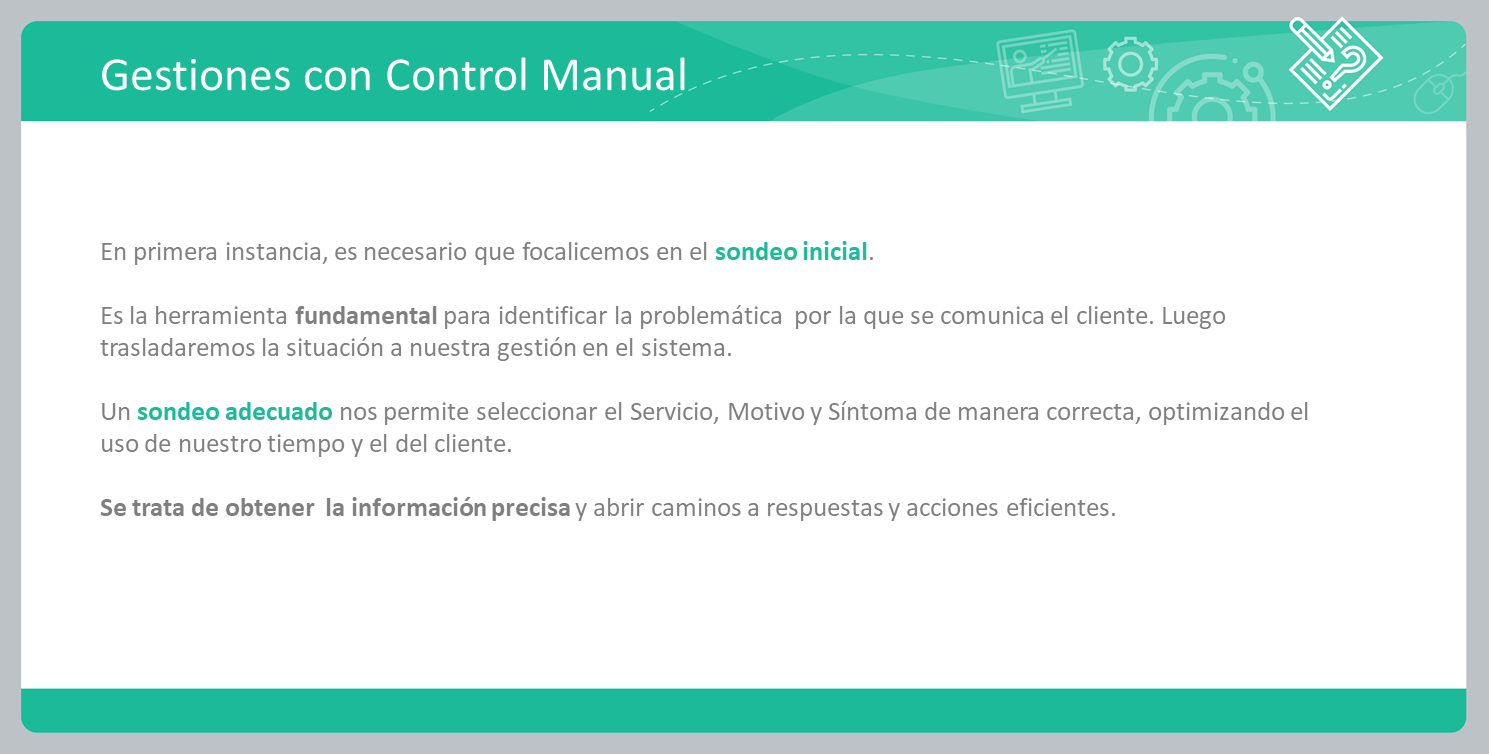 Gestiones con Control Manual
En primera instancia, es necesario que focalicemos en el sondeo inicial.
Es la herramienta fundamental para identificar la problemática por la que se comunica el cliente. Luego
trasladaremos la situación a nuestra gestión en el sistema.
Un sondeo adecuado nos permite seleccionar el Servicio, Motivo y Síntoma de manera correcta, optimizando el
uso de nuestro tiempo y el del cliente.
Se trata de obtener la información precisa y abrir caminos a respuestas y acciones eficientes.